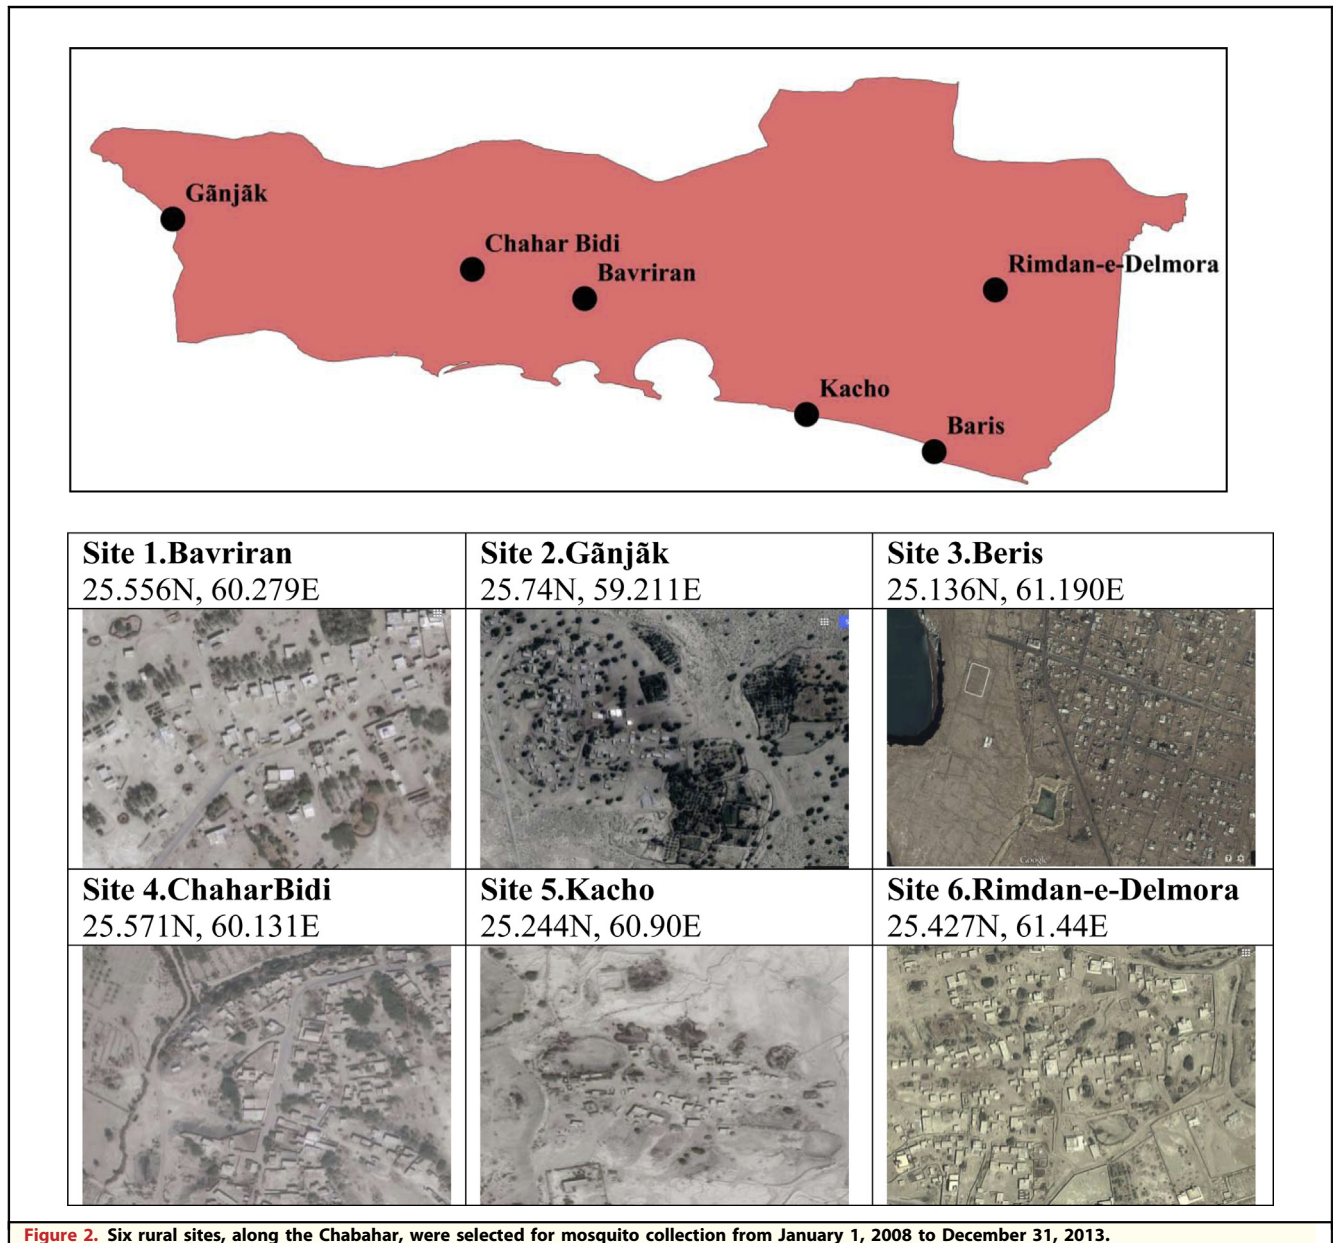 Gãnjãk
Chahar Bidi
Bavriran
Rimdan-e-Delmora
Kacho
Baris
Site 1.Bavriran
25.556N, 60.279E
Site 2.Gãnjãk
25.74N, 59.211E
Site 3.Beris
25.136N, 61.190E
Google
Site 4.ChaharBidi
25.571N, 60.131E
Site 5.Kacho
25.244N, 60.90E
Site 6.Rimdan-e-Delmora
25.427N, 61.44E
Figure 2. Six rural sites, along the Chabahar, were selected for mosquito collection from January 1, 2008 to December 31, 2013.